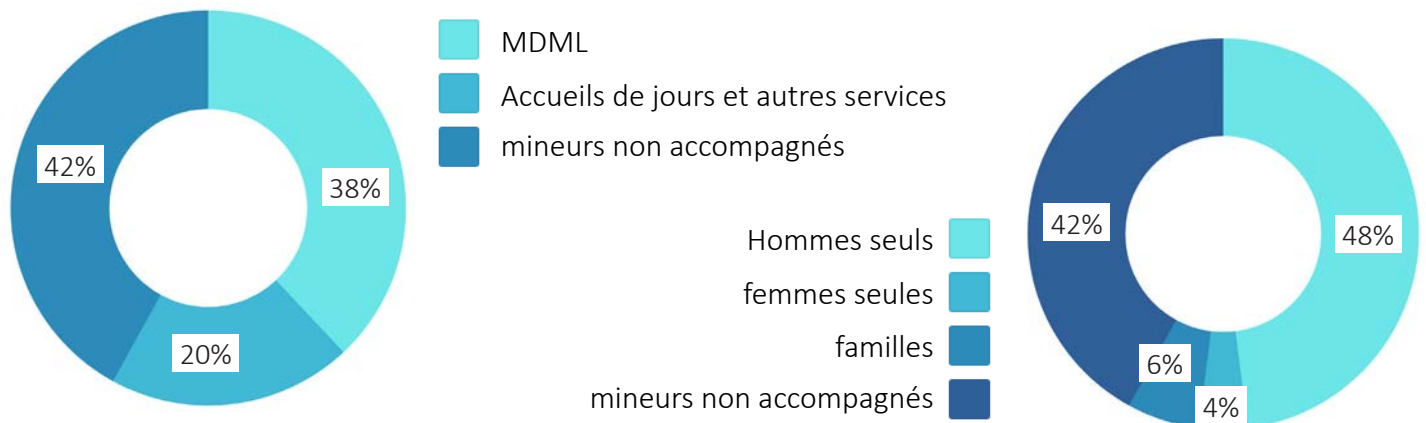 MDML
Accueils de jours et autres services
mineurs non accompagnés
42%
38%
20%
Hommes seuls
femmes seules
familles
mineurs non accompagnés
42%
48%
6%
4%